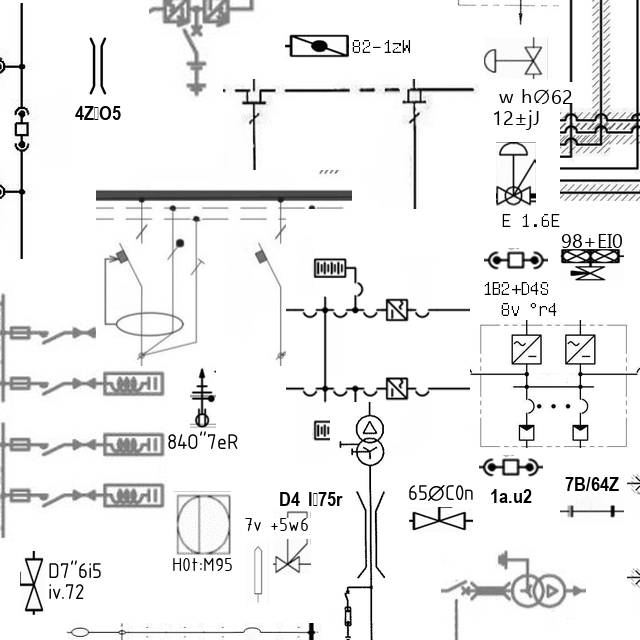 82-1zW
4Z▯O5
w hØ62
12±jJ
E 1.6E
98+EI0
1B2+D4S
8v °r4
840"7eR
D4 I▯75r
65ØC0n
1a.u2
7B/64Z
7v +5w6
H0t:M95
D7"6i5
iv.72